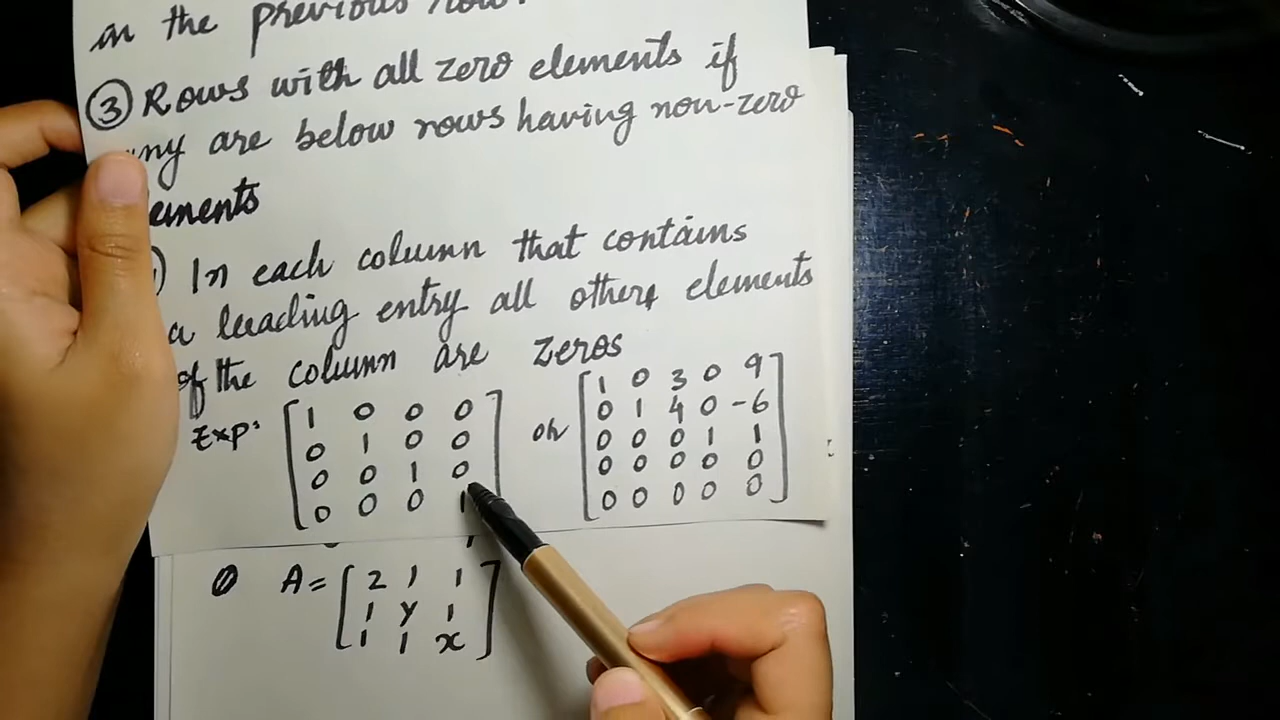 in the previous row.
③ Rows with all zero elements if
any are below rows having non-zero
elements
In each column that contains
a leading entry all other elements
of the column are zeros
Exp: [1 0 0 0 or [1 0 3 0 9
0 1 0 0 0 1 4 0 -6
0 0 1 0 0 0 0 1 1
0 0 0 1] 0 0 0 0 0
0 0 0 0 0]
A = [2 1 1
1 y 1
1 1 x]